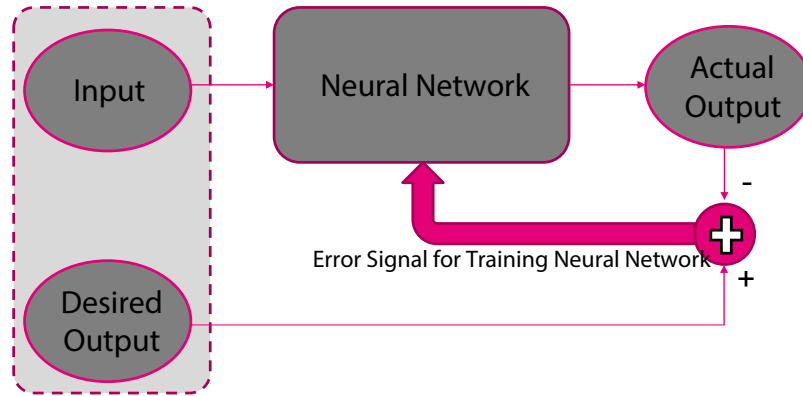 Input
Neural Network
Actual
Output
-
Error Signal for Training Neural Network
+
Desired
Output